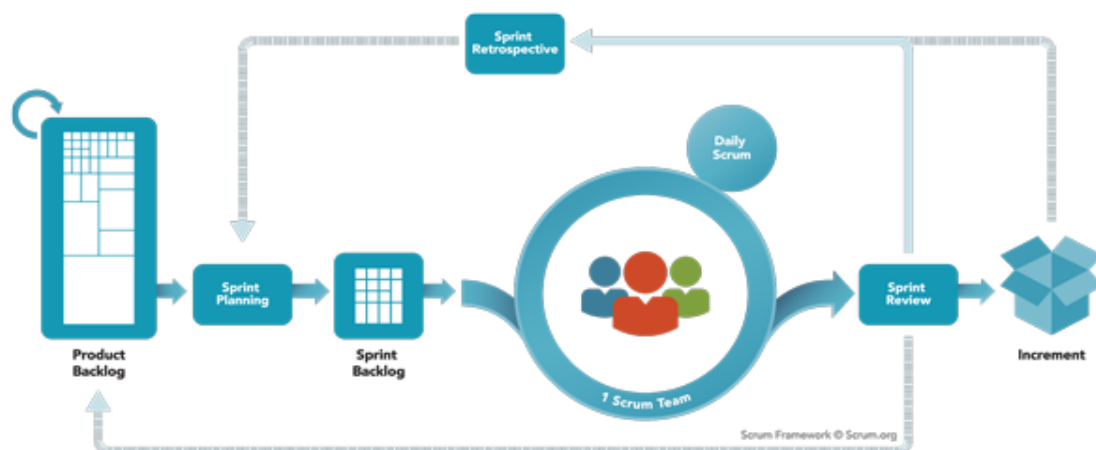 Sprint
Retrospective
Daily
Scrum
Sprint
Planning
Sprint
Review
Product
Backlog
Sprint
Backlog
Increment
1 Scrum Team
Scrum Framework © Scrum.org